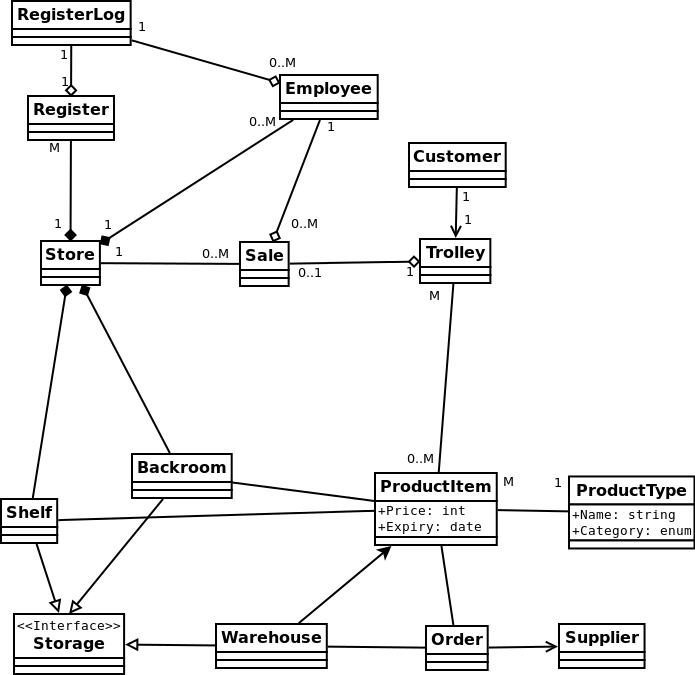 RegisterLog
1
1
0..M
1
Employee
Register
M
0..M
1
Customer
1
1
1
1
0..M
Store
1
0..M
Sale
0..1
1
Trolley
M
0..M
Backroom
ProductItem
+Price: int
+Expiry: date
M
1
ProductType
+Name: string
+Category: enum
Shelf
<<Interface>>
Storage
Warehouse
Order
Supplier